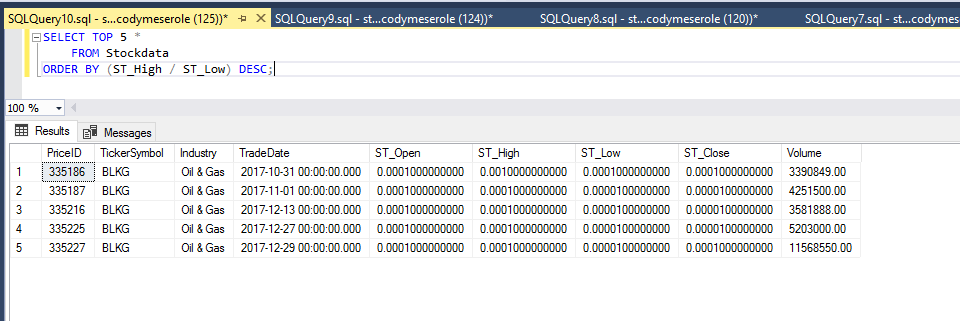 SQLQuery10.sql - s...codymeserole (125))* SQLQuery9.sql - st...codymeserole (124))* SQLQuery8.sql - st...codymeserole (120))* SQLQuery7.sql - st...cod
SELECT TOP 5 *
FROM Stockdata
ORDER BY (ST_High / ST_Low) DESC;
100 %
Results Messages
PriceID TickerSymbol Industry TradeDate ST_Open ST_High ST_Low ST_Close Volume
1 335186 BLKG Oil & Gas 2017-10-31 00:00:00.000 0.0001000000000 0.0010000000000 0.0001000000000 0.0001000000000 3390849.00
2 335187 BLKG Oil & Gas 2017-11-01 00:00:00.000 0.0001000000000 0.0001000000000 0.0000100000000 0.0001000000000 4251500.00
3 335216 BLKG Oil & Gas 2017-12-13 00:00:00.000 0.0001000000000 0.0001000000000 0.0000100000000 0.0001000000000 3581888.00
4 335225 BLKG Oil & Gas 2017-12-27 00:00:00.000 0.0001000000000 0.0001000000000 0.0000100000000 0.0001000000000 5203000.00
5 335227 BLKG Oil & Gas 2017-12-29 00:00:00.000 0.0001000000000 0.0001000000000 0.0000100000000 0.0001000000000 11568550.00